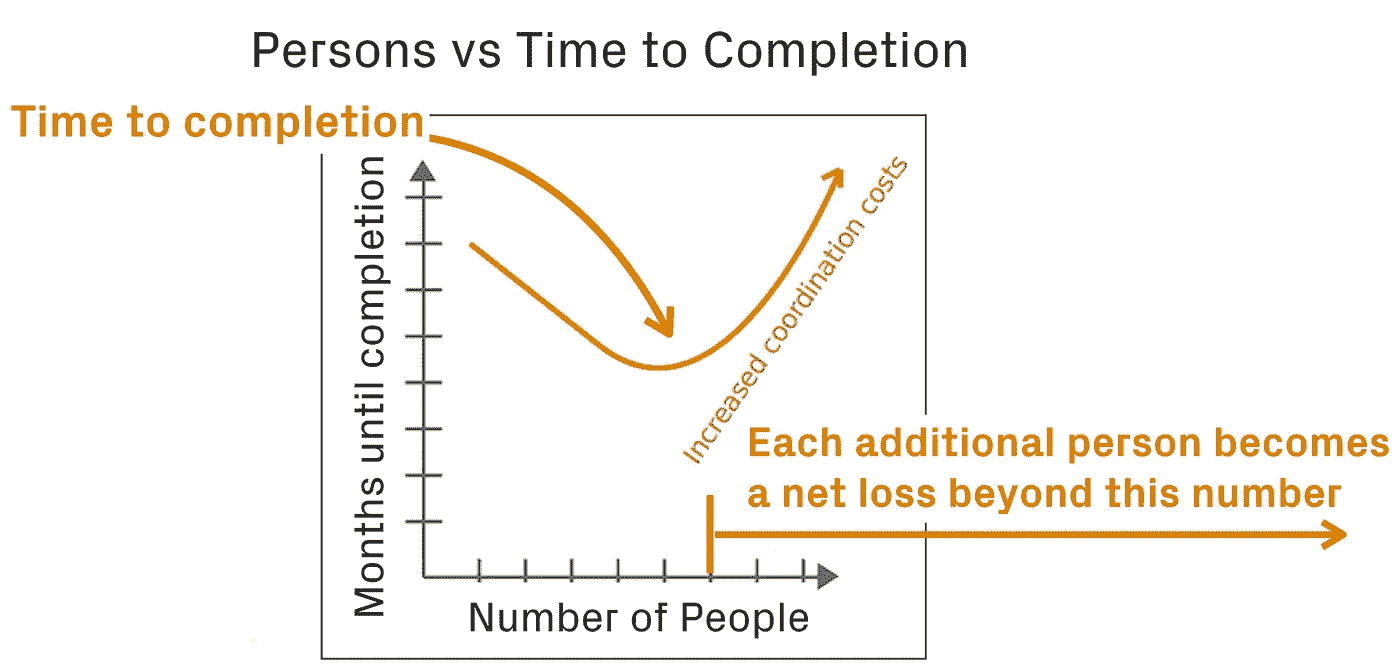 Persons vs Time to Completion
Time to completion
Months until completion
Increased coordination costs
Each additional person becomes
a net loss beyond this number
Number of People